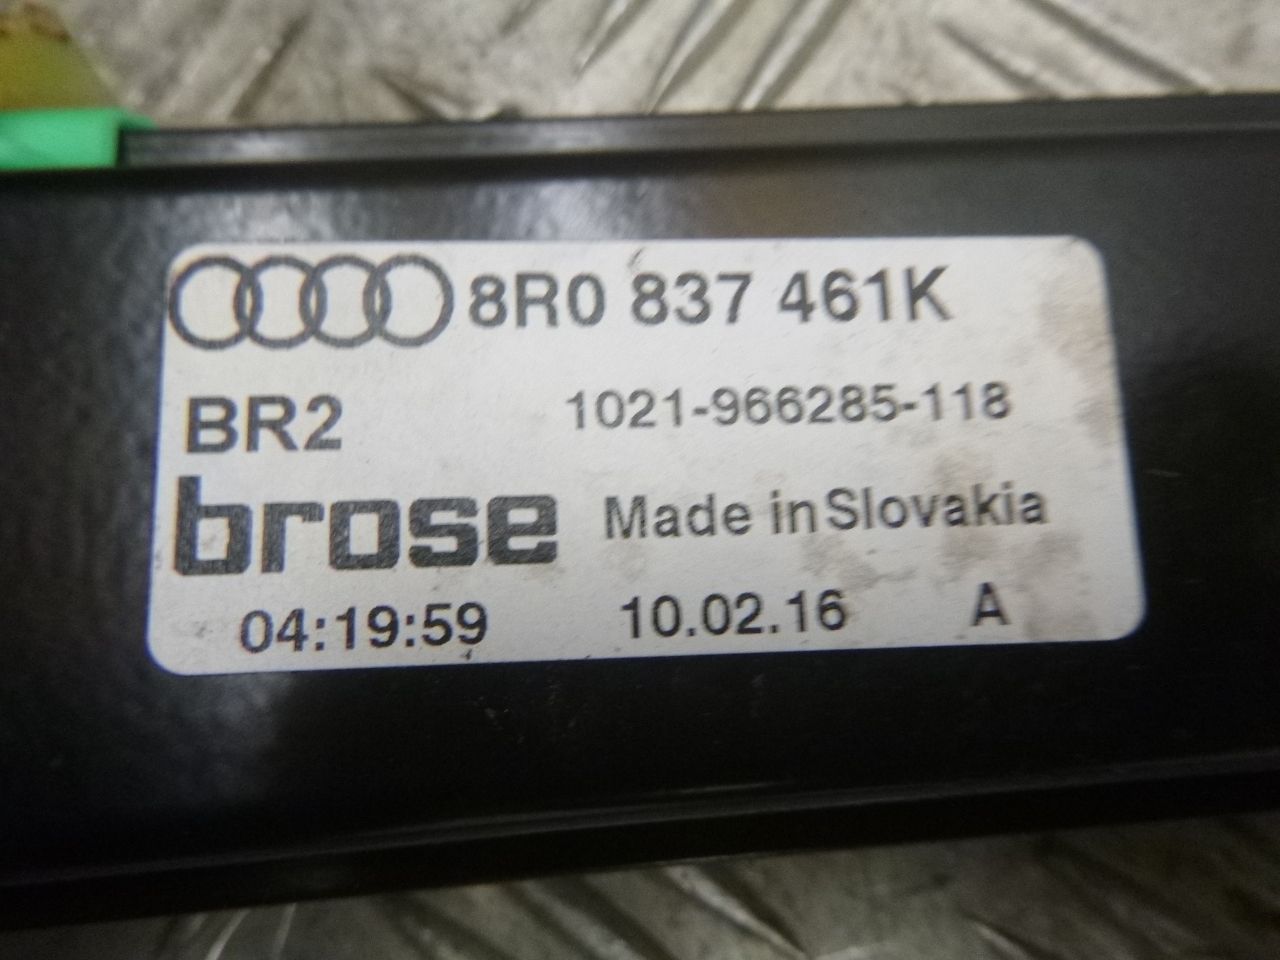 8R0 837 461K
BR2 1021-966285-118
brose Made in Slovakia
04:19:59 10.02.16 A